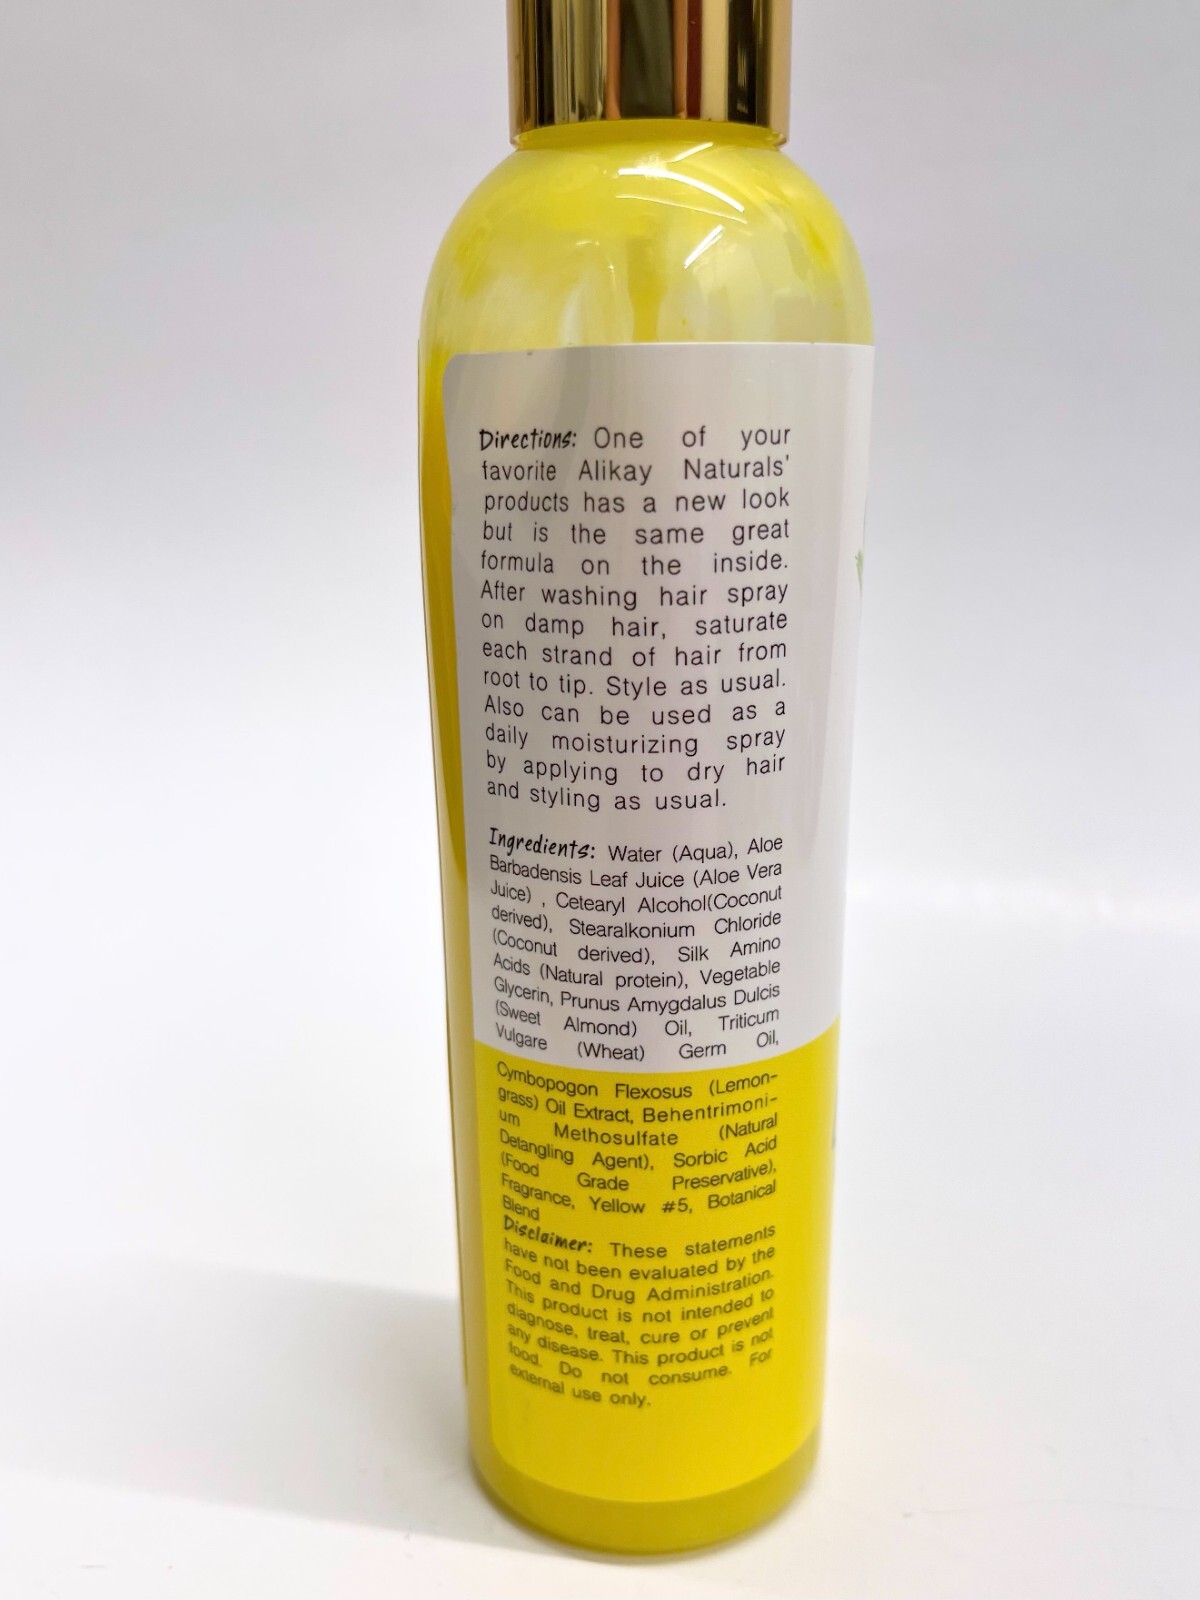 Directions: One of your
favorite Alikay Naturals'
products has a new look
but is the same great
formula on the inside.
After washing hair spray
on damp hair, saturate
each strand of hair from
root to tip. Style as usual.
Also can be used as a
daily moisturizing spray
by applying to dry hair
and styling as usual.
Ingredients: Water (Aqua), Aloe
Barbadensis Leaf Juice (Aloe Vera
Juice) , Cetearyl Alcohol(Coconut
derived), Stearalkonium Chloride
(Coconut derived), Silk Amino
Acids (Natural protein), Vegetable
Glycerin, Prunus Amygdalus Dulcis
(Sweet Almond) Oil, Triticum
Vulgare (Wheat) Germ Oil,
Cymbopogon Flexosus (Lemon-
grass) Oil Extract, Behentrimoni-
um Methosulfate (Natural
Detangling Agent), Sorbic Acid
(Food Grade Preservative),
Fragrance, Yellow #5, Botanical
Blend
Disclaimer: These statements
have not been evaluated by the
Food and Drug Administration.
This product is not intended to
diagnose, treat, cure or prevent
any disease. This product is not
food. Do not consume. For
external use only.